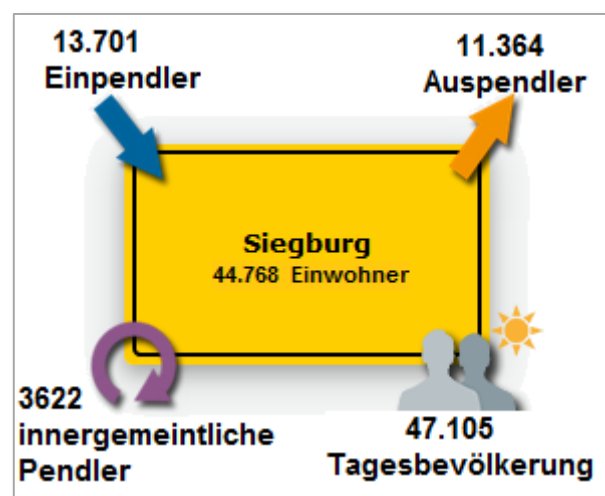 13.701
Einpendler
11.364
Auspendler
Siegburg
44.768 Einwohner
3622
innergemeintliche
Pendler
47.105
Tagesbevölkerung